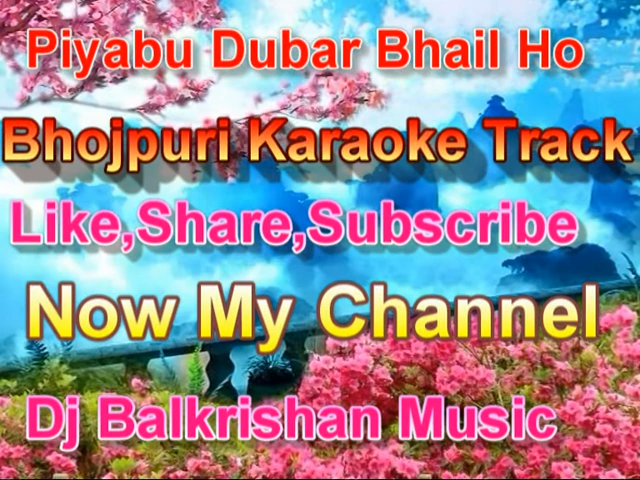 Piyabu Dubar Bhail Ho
Bhojpuri Karaoke Track
Like,Share,Subscribe
Now My Channel
Dj Balkrishan Music